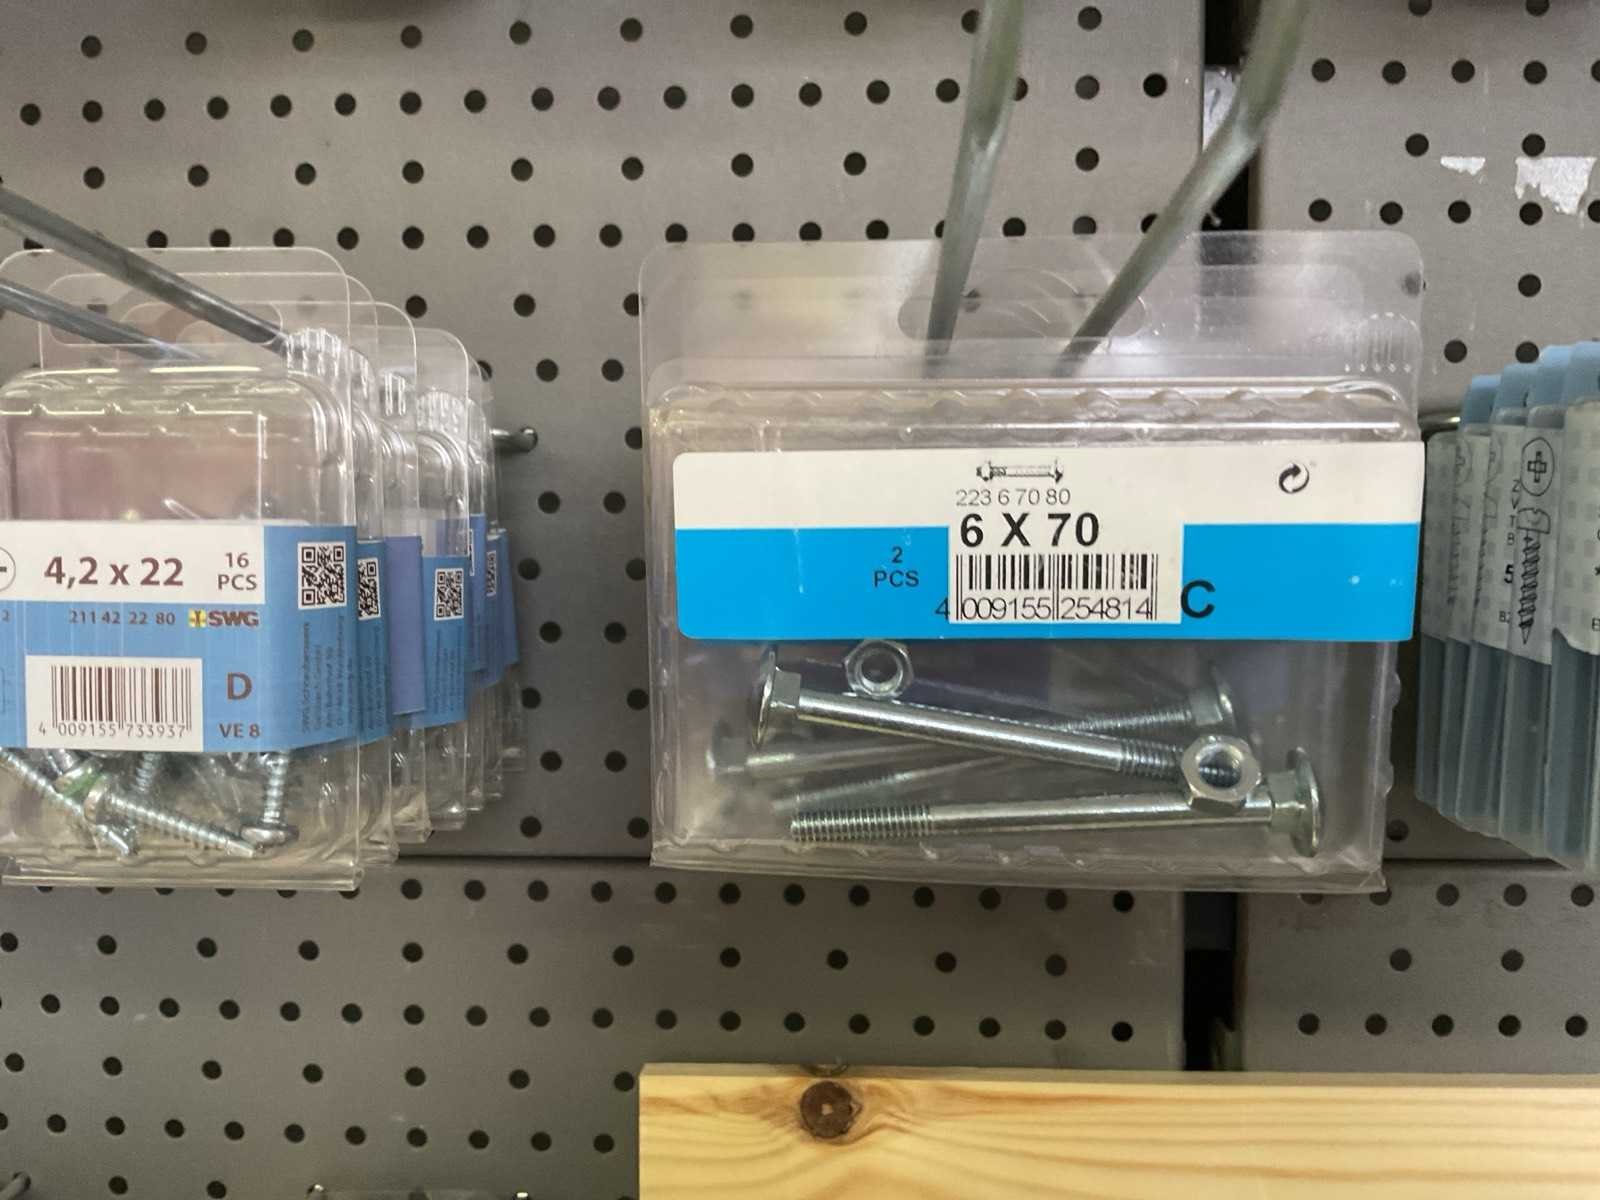 4,2 x 22
16
PCS
211 42 22 80 SWG
D
4 009155 733937
VE 8
223 6 70 80
6 X 70
2
PCS
4 009155 254814
C